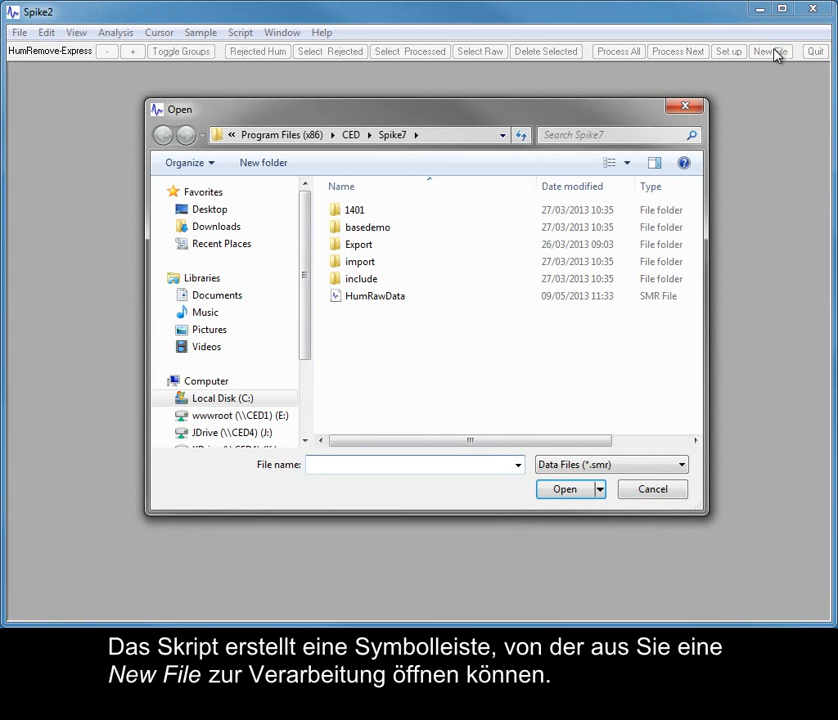 Spike2
File Edit View Analysis Cursor Sample Script Window Help
HumRemove-Express - + Toggle Groups Rejected Hum Select Rejected Select Processed Select Raw Delete Selected Process All Process Next Set up New File Quit
Open
« Program Files (x86) CED Spike7 Search Spike7
Organize New folder
Name Date modified Type
Favorites
Desktop
Downloads
Recent Places
Libraries
Documents
Music
Pictures
Videos
Computer
Local Disk (C:)
wwwroot (\\CED1) (E:)
JDrive (\\CED4) (J:)
1401 27/03/2013 10:35 File folder
basedemo 27/03/2013 10:35 File folder
Export 26/03/2013 09:03 File folder
import 27/03/2013 10:35 File folder
include 27/03/2013 10:35 File folder
HumRawData 09/05/2013 11:33 SMR File
File name: Data Files (*.smr)
Open Cancel
Das Skript erstellt eine Symbolleiste, von der aus Sie eine
New File zur Verarbeitung öffnen können.